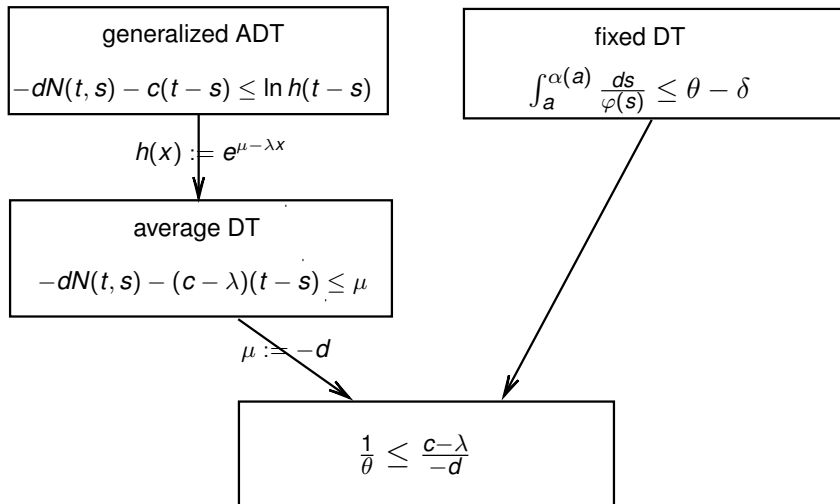 generalized ADT
−dN(t, s) − c(t − s) ≤ ln h(t − s)
fixed DT
∫_a^{α(a)} ds/φ(s) ≤ θ − δ
h(x) := e^{μ−λx}
average DT
−dN(t, s) − (c − λ)(t − s) ≤ μ
μ := −d
1/θ ≤ (c−λ)/(−d)